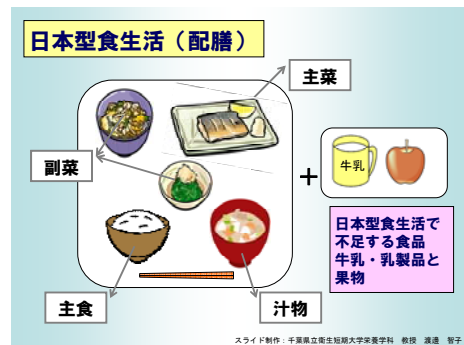 日本型食生活（配膳）
主菜
副菜
牛乳
＋
日本型食生活で
不足する食品
牛乳・乳製品と
果物
主食
汁物
スライド制作：千葉県立衛生短期大学栄養学科　教授　渡邉　智子